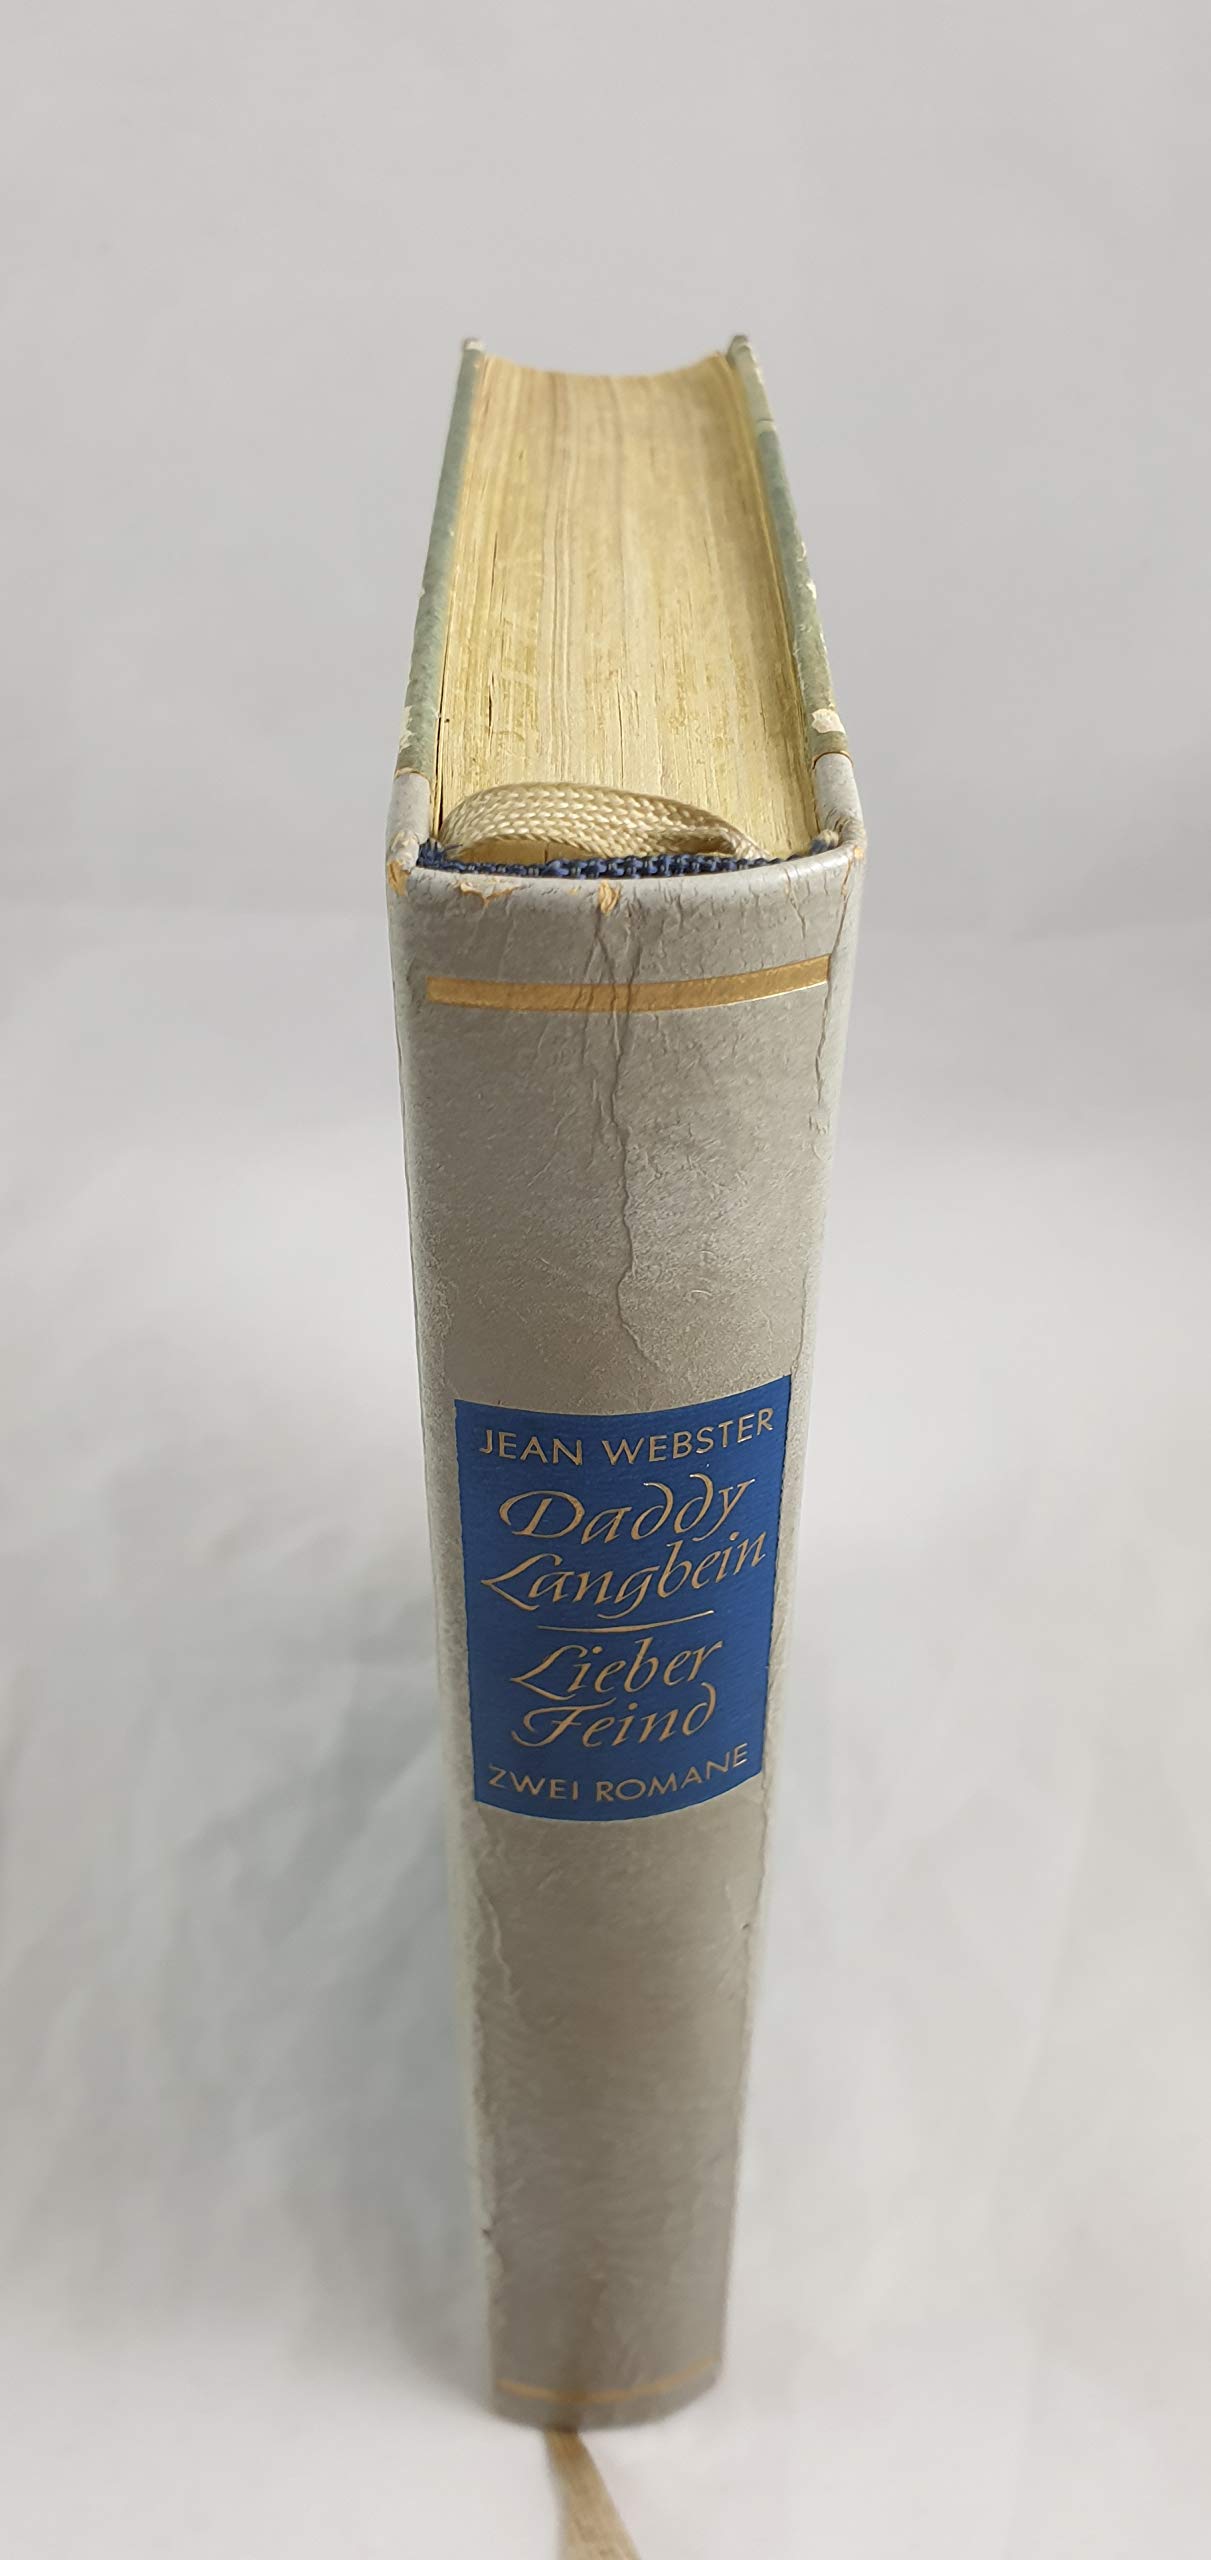 JEAN WEBSTER
Daddy
Langbein
Lieber
Feind
ZWEI ROMANE